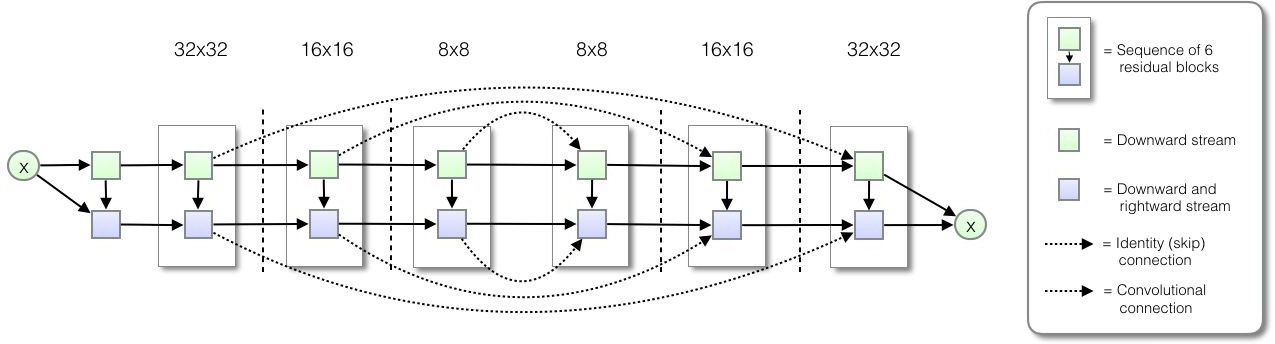 32x32 16x16 8x8 8x8 16x16 32x32
x
x
= Sequence of 6
residual blocks
= Downward stream
= Downward and
rightward stream
= Identity (skip)
connection
= Convolutional
connection